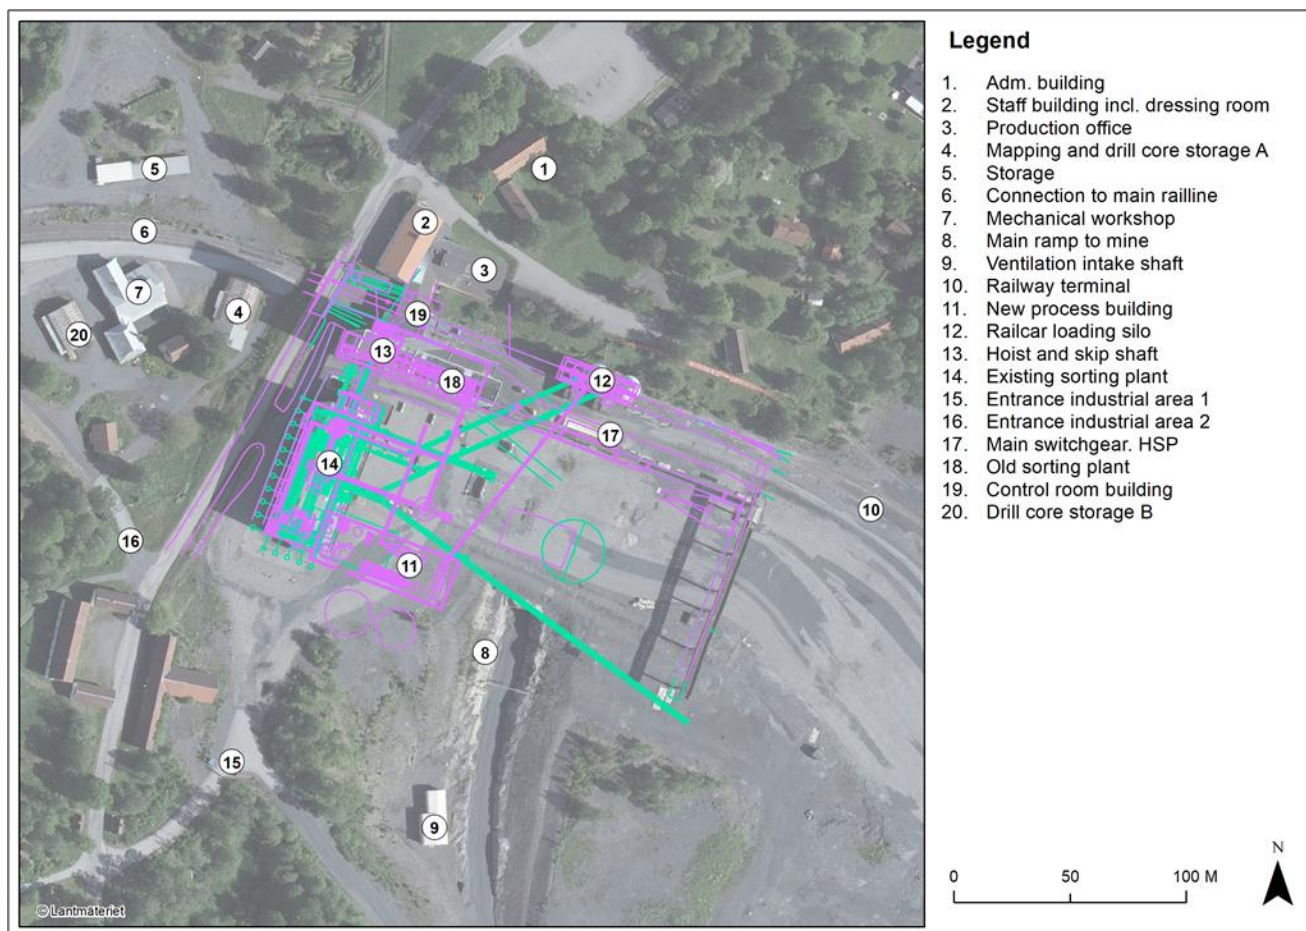 Legend
1. Adm. building
2. Staff building incl. dressing room
3. Production office
4. Mapping and drill core storage A
5. Storage
6. Connection to main railline
7. Mechanical workshop
8. Main ramp to mine
9. Ventilation intake shaft
10. Railway terminal
11. New process building
12. Railcar loading silo
13. Hoist and skip shaft
14. Existing sorting plant
15. Entrance industrial area 1
16. Entrance industrial area 2
17. Main switchgear. HSP
18. Old sorting plant
19. Control room building
20. Drill core storage B
1
5
2
6
3
7
4
19
20
13
12
18
17
14
10
16
11
8
15
9
N
0 50 100 M
© Lantmäteriet